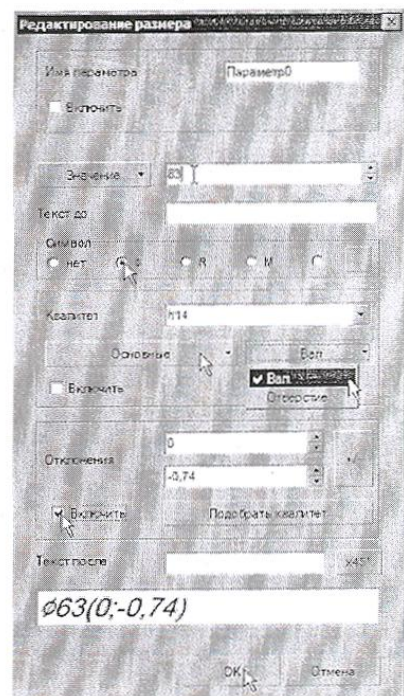 Редактирование размера
Имя параметра Параметр0
Включить
Значение 63
Текст до
Символ
нет R M
Квалитет h14
Основные Вал
Включить Вал
Отверстие
Отклонения 0
-0,74
Включить Подобрать квалитет
Текст после x45°
Ø63(0;-0,74)
OK Отмена